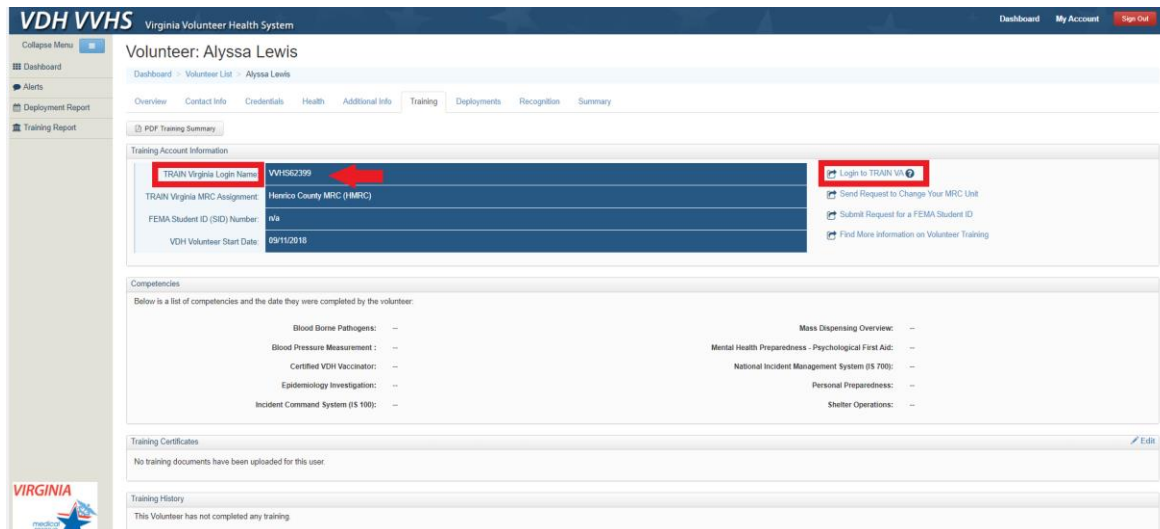 VDH VVHS Virginia Volunteer Health System
Dashboard My Account Sign Out
Collapse Menu
Dashboard
Alerts
Deployment Report
Training Report
Volunteer: Alyssa Lewis
Dashboard > Volunteer List > Alyssa Lewis
Overview Contact Info Credentials Health Additional Info Training Deployments Recognition Summary
PDF Training Summary
Training Account Information
TRAIN Virginia Login Name: VVHS62399
TRAIN Virginia MRC Assignment: Henrico County MRC (HMRC)
FEMA Student ID (SID) Number: n/a
VDH Volunteer Start Date: 09/11/2018
Login to TRAIN VA
Send Request to Change Your MRC Unit
Submit Request for a FEMA Student ID
Find More information on Volunteer Training
Competencies
Below is a list of competencies and the date they were completed by the volunteer:
Blood Borne Pathogens: --
Blood Pressure Measurement : --
Certified VDH Vaccinator: --
Epidemiology Investigation: --
Incident Command System (IS 100): --
Mass Dispensing Overview: --
Mental Health Preparedness - Psychological First Aid: --
National Incident Management System (IS 700): --
Personal Preparedness: --
Shelter Operations: --
Training Certificates
Edit
No training documents have been uploaded for this user.
Training History
This Volunteer has not completed any training
VIRGINIA
medical